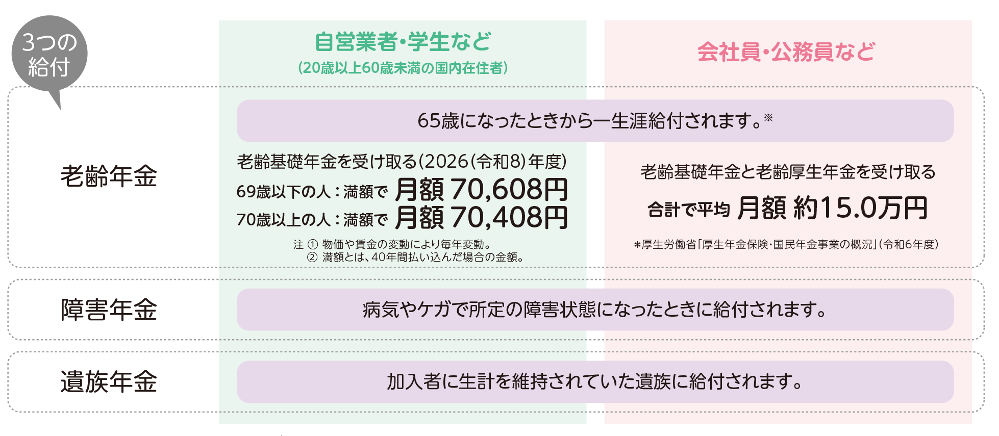 3つの
給付
自営業者・学生など
(20歳以上60歳未満の国内在住者)
会社員・公務員など
老齢年金
65歳になったときから一生涯給付されます。※
老齢基礎年金を受け取る(2026(令和8)年度)
69歳以下の人：満額で 月額 70,608円
70歳以上の人：満額で 月額 70,408円
注 ① 物価や賃金の変動により毎年変動。
② 満額とは、40年間払い込んだ場合の金額。
老齢基礎年金と老齢厚生年金を受け取る
合計で平均 月額 約15.0万円
＊厚生労働省「厚生年金保険・国民年金事業の概況」(令和6年度)
障害年金
病気やケガで所定の障害状態になったときに給付されます。
遺族年金
加入者に生計を維持されていた遺族に給付されます。